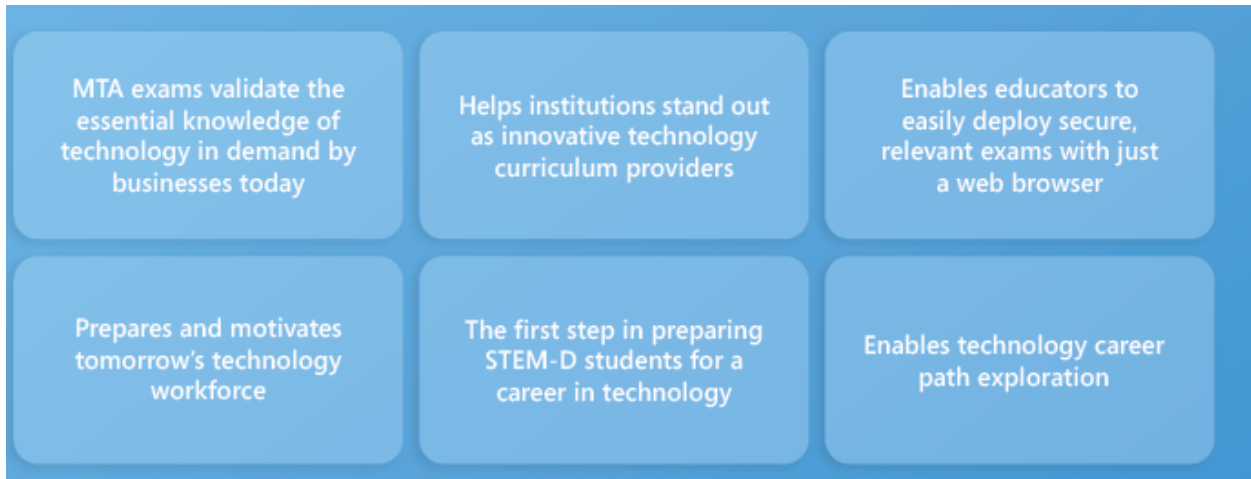 MTA exams validate the
essential knowledge of
technology in demand by
businesses today
Helps institutions stand out
as innovative technology
curriculum providers
Enables educators to
easily deploy secure,
relevant exams with just
a web browser
Prepares and motivates
tomorrow’s technology
workforce
The first step in preparing
STEM-D students for a
career in technology
Enables technology career
path exploration